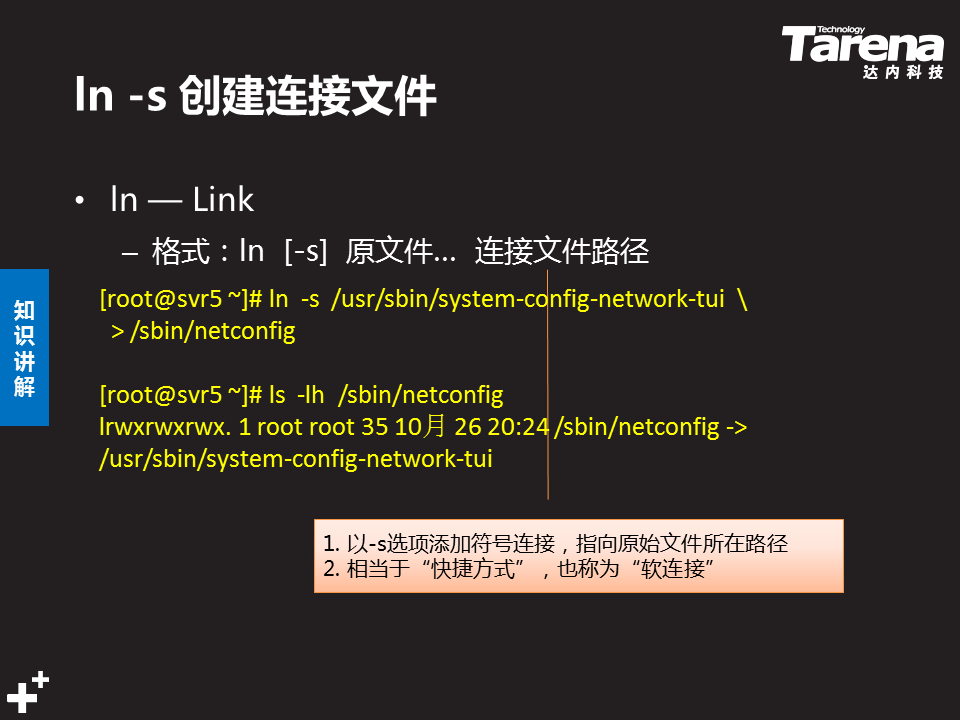 Technology
Tarena
达内科技
ln -s 创建连接文件
• ln — Link
– 格式：ln [-s] 原文件... 连接文件路径
[root@svr5 ~]# ln -s /usr/sbin/system-config-network-tui \
> /sbin/netconfig
[root@svr5 ~]# ls -lh /sbin/netconfig
lrwxrwxrwx. 1 root root 35 10月 26 20:24 /sbin/netconfig ->
/usr/sbin/system-config-network-tui
知识讲解
1. 以-s选项添加符号连接，指向原始文件所在路径
2. 相当于“快捷方式”，也称为“软连接”